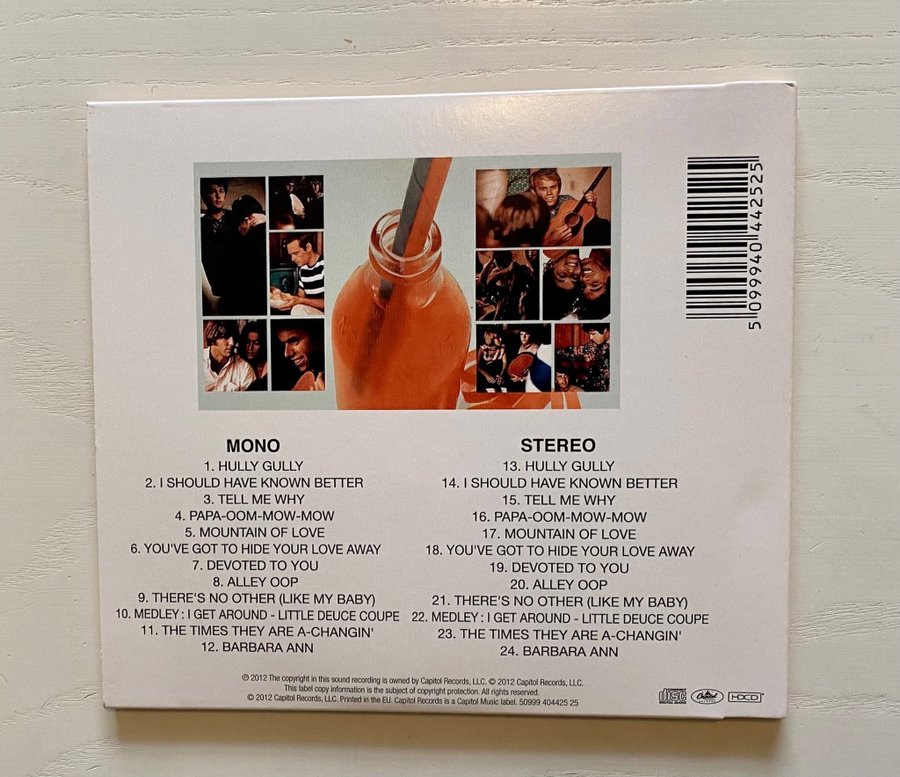 5 099940 442525
MONO
1. HULLY GULLY
2. I SHOULD HAVE KNOWN BETTER
3. TELL ME WHY
4. PAPA-OOM-MOW-MOW
5. MOUNTAIN OF LOVE
6. YOU'VE GOT TO HIDE YOUR LOVE AWAY
7. DEVOTED TO YOU
8. ALLEY OOP
9. THERE'S NO OTHER (LIKE MY BABY)
10. MEDLEY : I GET AROUND - LITTLE DEUCE COUPE
11. THE TIMES THEY ARE A-CHANGIN'
12. BARBARA ANN
STEREO
13. HULLY GULLY
14. I SHOULD HAVE KNOWN BETTER
15. TELL ME WHY
16. PAPA-OOM-MOW-MOW
17. MOUNTAIN OF LOVE
18. YOU'VE GOT TO HIDE YOUR LOVE AWAY
19. DEVOTED TO YOU
20. ALLEY OOP
21. THERE'S NO OTHER (LIKE MY BABY)
22. MEDLEY : I GET AROUND - LITTLE DEUCE COUPE
23. THE TIMES THEY ARE A-CHANGIN'
24. BARBARA ANN
℗ 2012 The copyright in this sound recording is owned by Capitol Records, LLC. © 2012 Capitol Records, LLC.
This label copy information is the subject of copyright protection. All rights reserved.
© 2012 Capitol Records, LLC. Printed in the EU. Capitol Records is a Capitol Music label. 50999 404425 25
disc
DIGITAL AUDIO
Capitol
HDCD